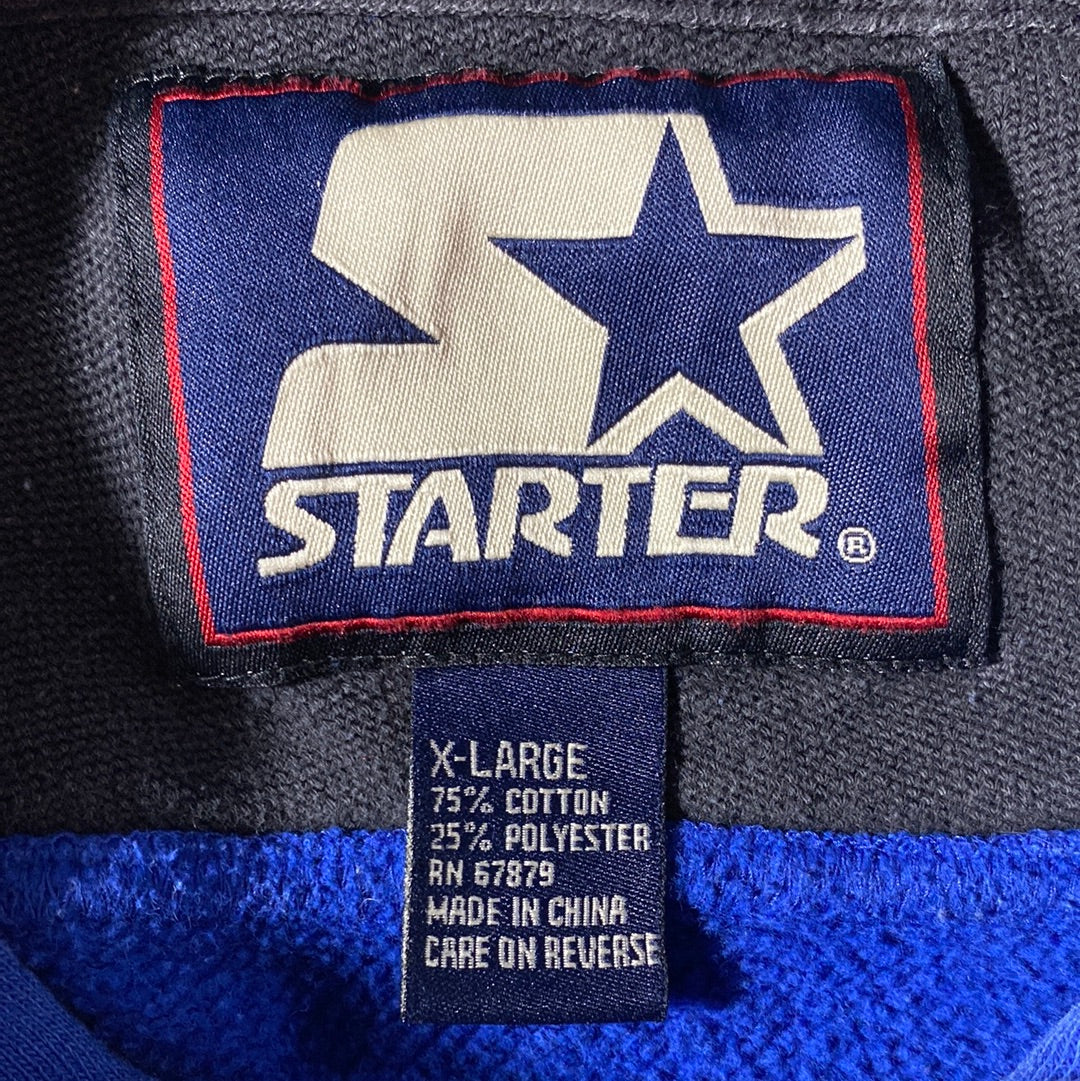 STARTER®
X-LARGE
75% COTTON
25% POLYESTER
RN 67879
MADE IN CHINA
CARE ON REVERSE